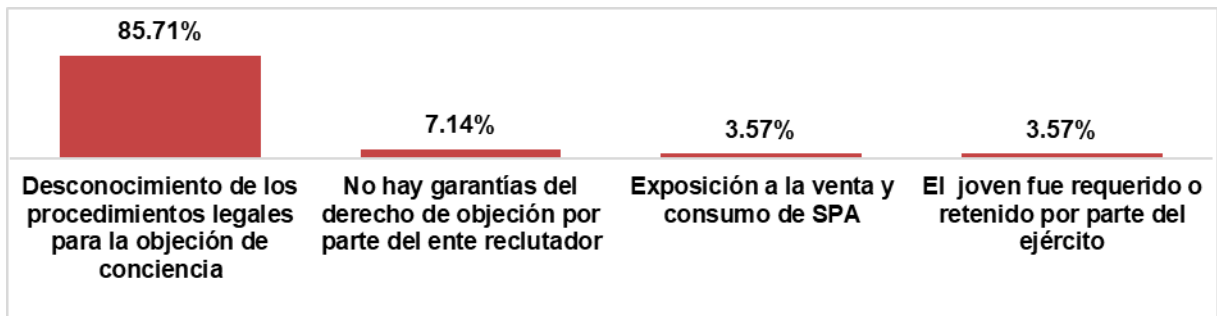 85.71%
7.14%
3.57%
3.57%
Desconocimiento de los
procedimientos legales
para la objeción de
conciencia
No hay garantías del
derecho de objeción por
parte del ente reclutador
Exposición a la venta y
consumo de SPA
El  joven fue requerido o
retenido por parte del
ejército